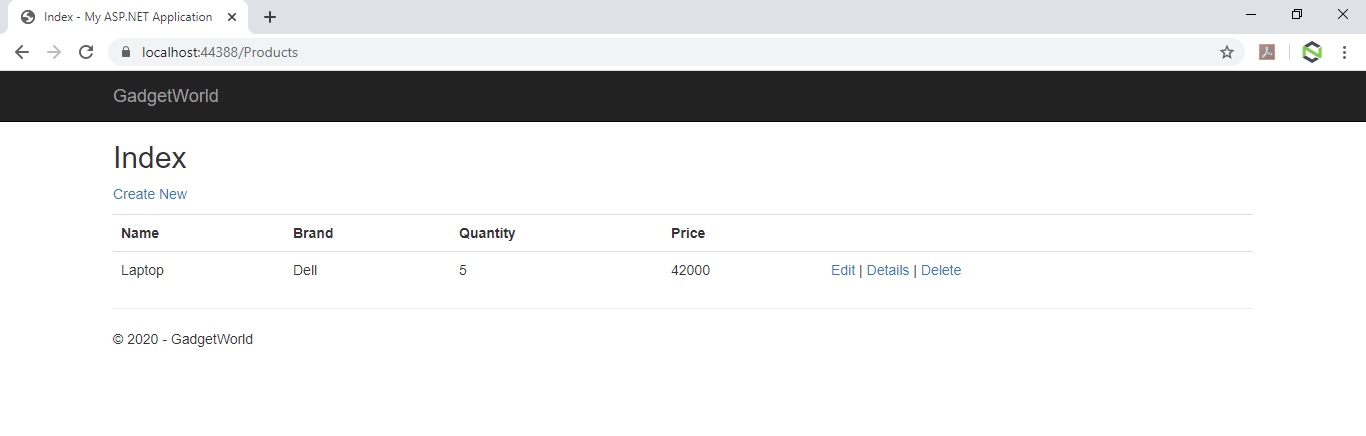 Index - My ASP.NET Application
localhost:44388/Products
GadgetWorld
Index
Create New
Name Brand Quantity Price
Laptop Dell 5 42000 Edit | Details | Delete
© 2020 - GadgetWorld